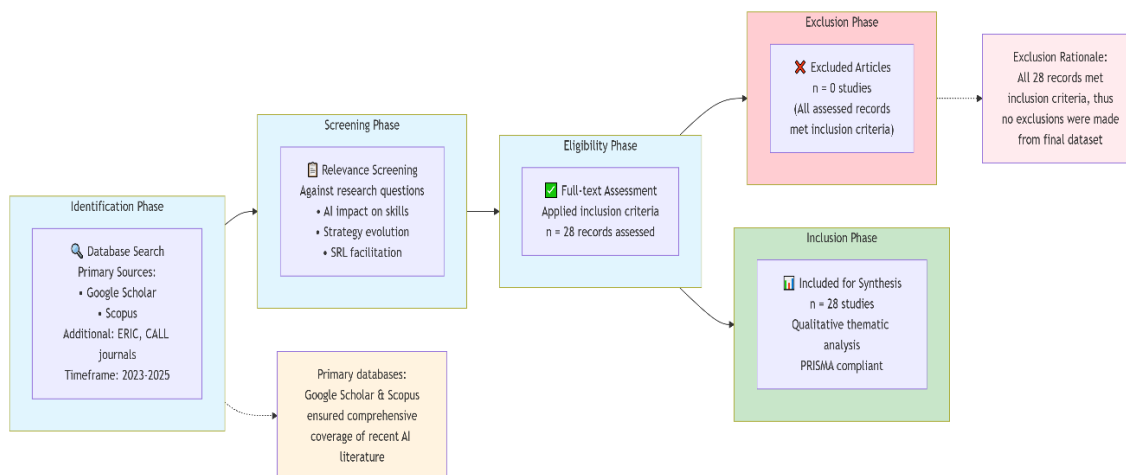 Identification Phase
🔍 Database Search
Primary Sources:
• Google Scholar
• Scopus
Additional: ERIC, CALL
journals
Timeframe: 2023-2025
Screening Phase
📋 Relevance Screening
Against research questions
• AI impact on skills
• Strategy evolution
• SRL facilitation
Primary databases:
Google Scholar & Scopus
ensured comprehensive
coverage of recent AI
literature
Eligibility Phase
✅ Full-text Assessment
Applied inclusion criteria
n = 28 records assessed
Exclusion Phase
❌ Excluded Articles
n = 0 studies
(All assessed records
met inclusion criteria)
Exclusion Rationale:
All 28 records met
inclusion criteria, thus
no exclusions were made
from final dataset
Inclusion Phase
📊 Included for Synthesis
n = 28 studies
Qualitative thematic
analysis
PRISMA compliant